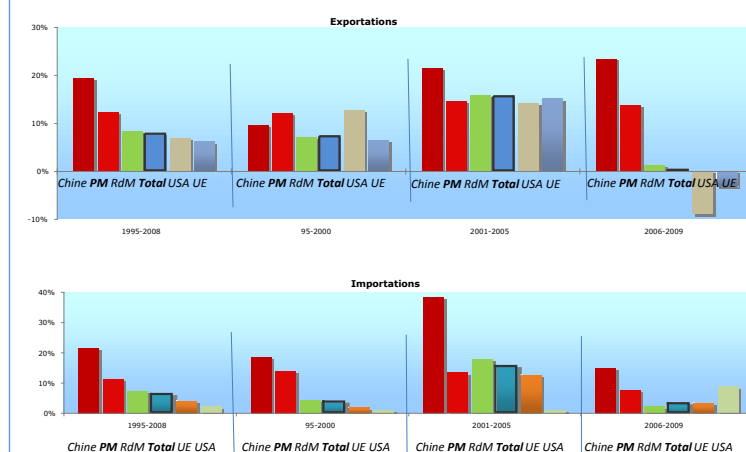 Exportations
30%
20%
10%
0%
-10%
Chine PM RdM Total USA UE
Chine PM RdM Total USA UE
Chine PM RdM Total USA UE
Chine PM RdM Total USA UE
1995-2008
95-2000
2001-2005
2006-2009
Importations
40%
30%
20%
10%
0%
1995-2008
95-2000
2001-2005
2006-2009
Chine PM RdM Total UE USA
Chine PM RdM Total UE USA
Chine PM RdM Total UE USA
Chine PM RdM Total UE USA